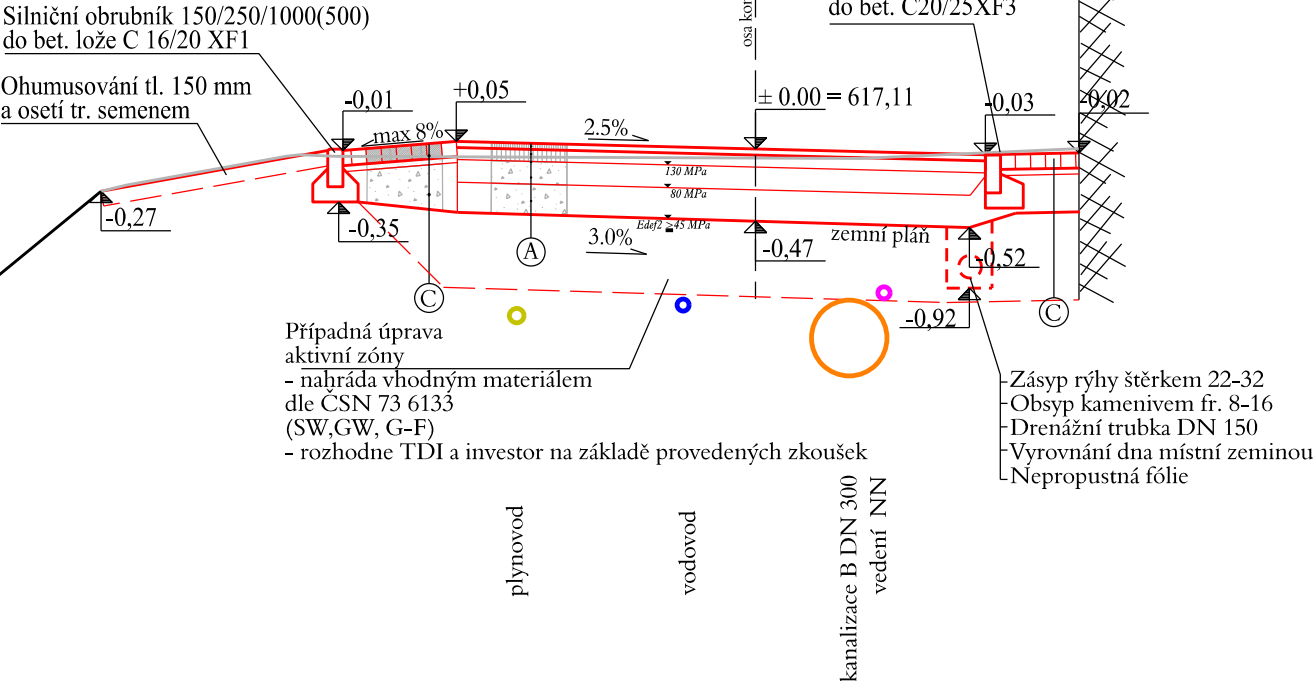 Silniční obrubník 150/250/1000(500)
do bet. lože C 16/20 XF1
do bet. C20/25XF3
Ohumusování tl. 150 mm
a osetí tr. semenem
-0,01
+0,05
± 0.00 = 617,11
-0,03
-0,02
max 8%
2.5%
130 MPa
80 MPa
-0,27
-0,35
Edef2 ≥45 MPa
3.0%
-0,47
zemní pláň
-0,52
A
C
-0,92
C
Případná úprava
aktivní zóny
- nahráda vhodným materiálem
dle ČSN 73 6133
(SW,GW, G-F)
- rozhodne TDI a investor na základě provedených zkoušek
Zásyp rýhy štěrkem 22-32
Obsyp kamenivem fr. 8-16
Drenážní trubka DN 150
Vyrovnání dna místní zeminou
Nepropustná fólie
plynovod
vodovod
kanalizace B DN 300
vedení NN
osa